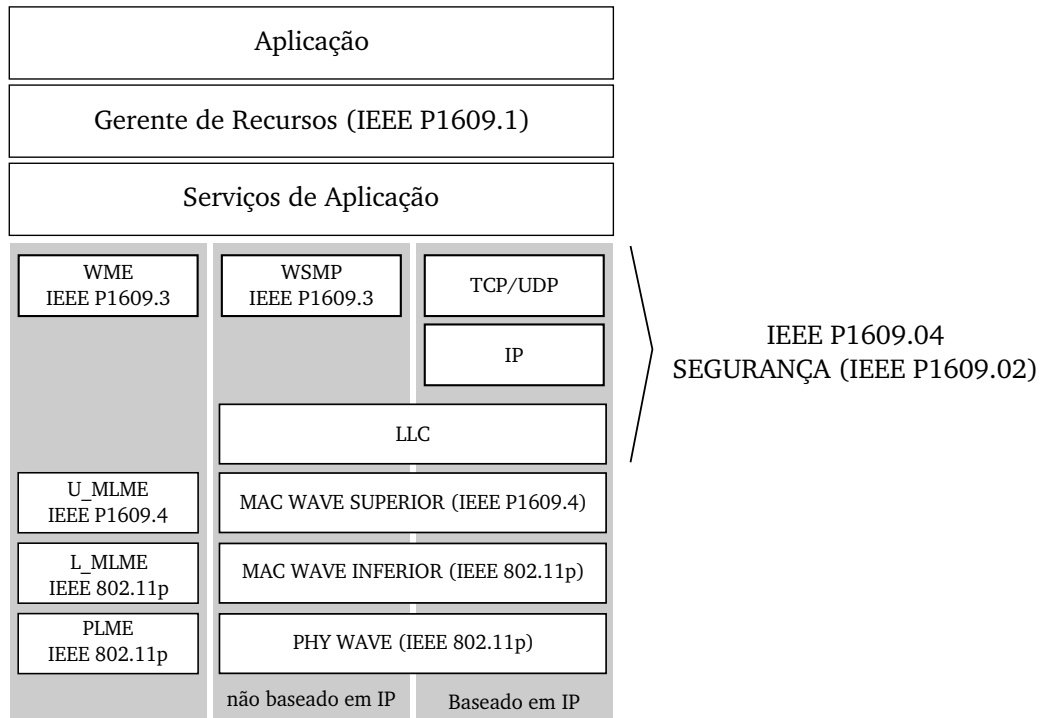 Aplicação
Gerente de Recursos (IEEE P1609.1)
Serviços de Aplicação
WME
IEEE P1609.3
WSMP
IEEE P1609.3
TCP/UDP
IP
IEEE P1609.04
SEGURANÇA (IEEE P1609.02)
LLC
U_MLME
IEEE P1609.4
MAC WAVE SUPERIOR (IEEE P1609.4)
L_MLME
IEEE 802.11p
MAC WAVE INFERIOR (IEEE 802.11p)
PLME
IEEE 802.11p
PHY WAVE (IEEE 802.11p)
não baseado em IP
Baseado em IP